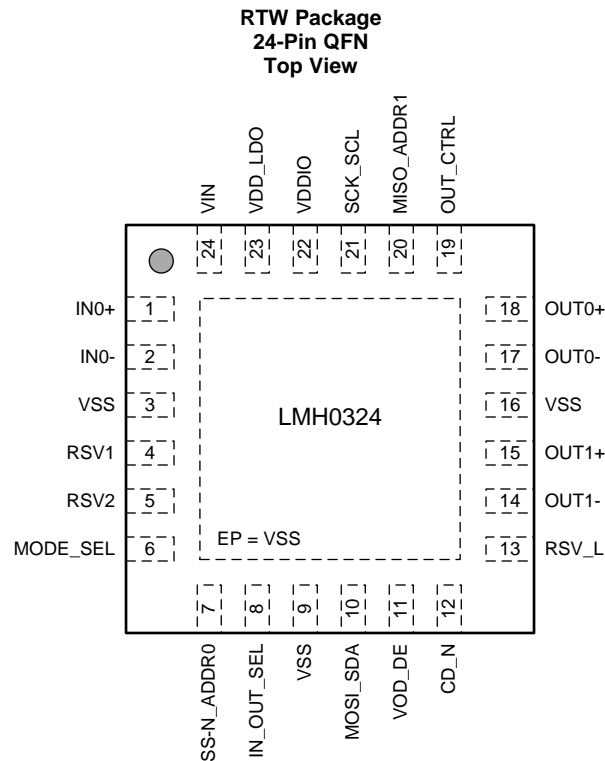 RTW Package
24-Pin QFN
Top View
VIN
VDD_LDO
VDDIO
SCK_SCL
MISO_ADDR1
OUT_CTRL
24
23
22
21
20
19
IN0+ 1
18 OUT0+
IN0- 2
17 OUT0-
VSS 3
16 VSS
LMH0324
RSV1 4
15 OUT1+
RSV2 5
14 OUT1-
MODE_SEL 6
13 RSV_L
EP = VSS
7
8
9
10
11
12
SS-N_ADDR0
IN_OUT_SEL
VSS
MOSI_SDA
VOD_DE
CD_N